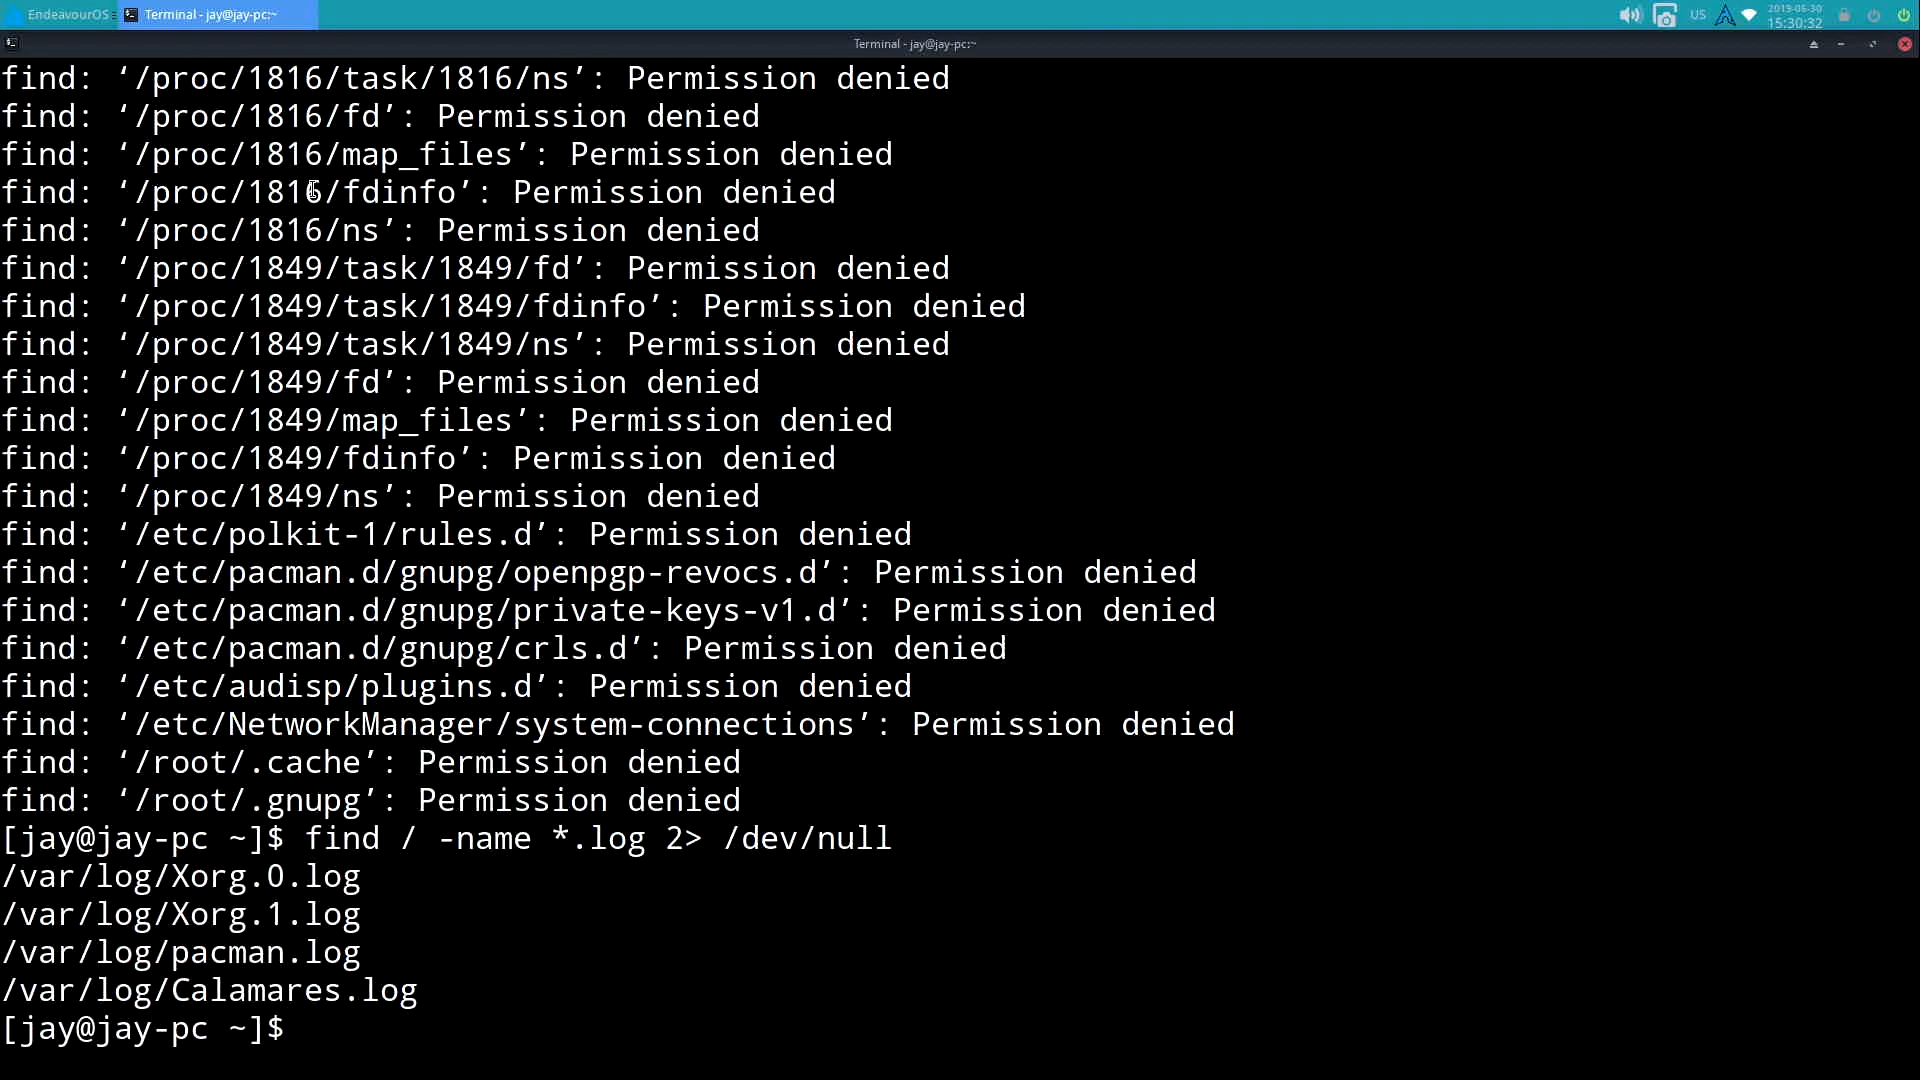 EndeavourOS
Terminal - jay@jay-pc:~
US
2019-06-30
15:30:32
Terminal - jay@jay-pc:~
find: ‘/proc/1816/task/1816/ns’: Permission denied
find: ‘/proc/1816/fd’: Permission denied
find: ‘/proc/1816/map_files’: Permission denied
find: ‘/proc/1816/fdinfo’: Permission denied
find: ‘/proc/1816/ns’: Permission denied
find: ‘/proc/1849/task/1849/fd’: Permission denied
find: ‘/proc/1849/task/1849/fdinfo’: Permission denied
find: ‘/proc/1849/task/1849/ns’: Permission denied
find: ‘/proc/1849/fd’: Permission denied
find: ‘/proc/1849/map_files’: Permission denied
find: ‘/proc/1849/fdinfo’: Permission denied
find: ‘/proc/1849/ns’: Permission denied
find: ‘/etc/polkit-1/rules.d’: Permission denied
find: ‘/etc/pacman.d/gnupg/openpgp-revocs.d’: Permission denied
find: ‘/etc/pacman.d/gnupg/private-keys-v1.d’: Permission denied
find: ‘/etc/pacman.d/gnupg/crls.d’: Permission denied
find: ‘/etc/audisp/plugins.d’: Permission denied
find: ‘/etc/NetworkManager/system-connections’: Permission denied
find: ‘/root/.cache’: Permission denied
find: ‘/root/.gnupg’: Permission denied
[jay@jay-pc ~]$ find / -name *.log 2> /dev/null
/var/log/Xorg.0.log
/var/log/Xorg.1.log
/var/log/pacman.log
/var/log/Calamares.log
[jay@jay-pc ~]$